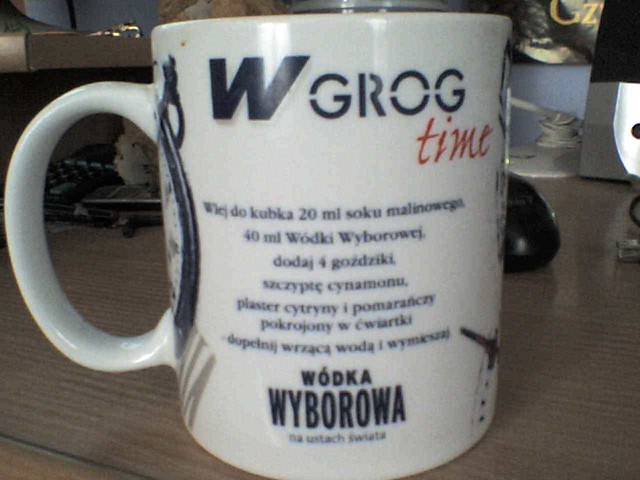 W GROG
time
Wlej do kubka 20 ml soku malinowego,
40 ml Wódki Wyborowej,
dodaj 4 goździki,
szczyptę cynamonu,
plaster cytryny i pomarańczy
pokrojony w ćwiartki
dopełnij wrzącą wodą i wymieszaj
WÓDKA
WYBOROWA
na ustach świata
Gz